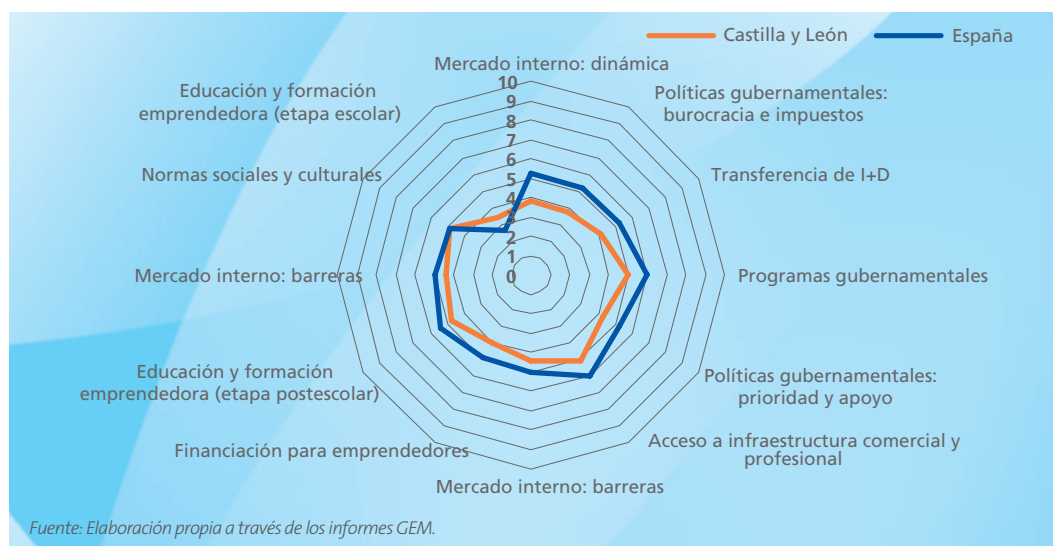 Castilla y León
España
Mercado interno: dinámica
Políticas gubernamentales:
burocracia e impuestos
Transferencia de I+D
Programas gubernamentales
Políticas gubernamentales:
prioridad y apoyo
Acceso a infraestructura comercial y
profesional
Mercado interno: barreras
Financiación para emprendedores
Educación y formación
emprendedora (etapa postescolar)
Mercado interno: barreras
Normas sociales y culturales
Educación y formación
emprendedora (etapa escolar)
10
9
8
7
6
5
4
3
2
1
0
Fuente: Elaboración propia a través de los informes GEM.